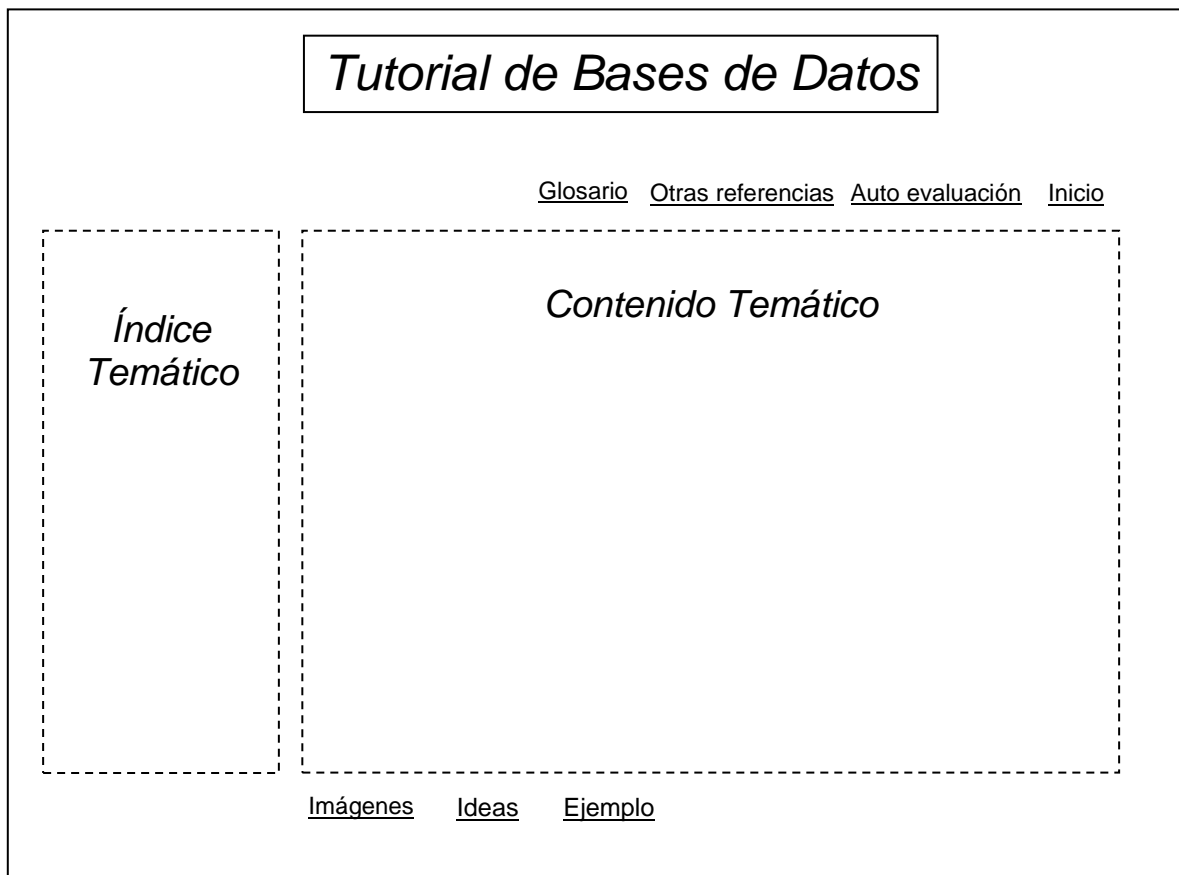 Tutorial de Bases de Datos
Glosario Otras referencias Auto evaluación Inicio
Índice
Temático
Contenido Temático
Imágenes Ideas Ejemplo